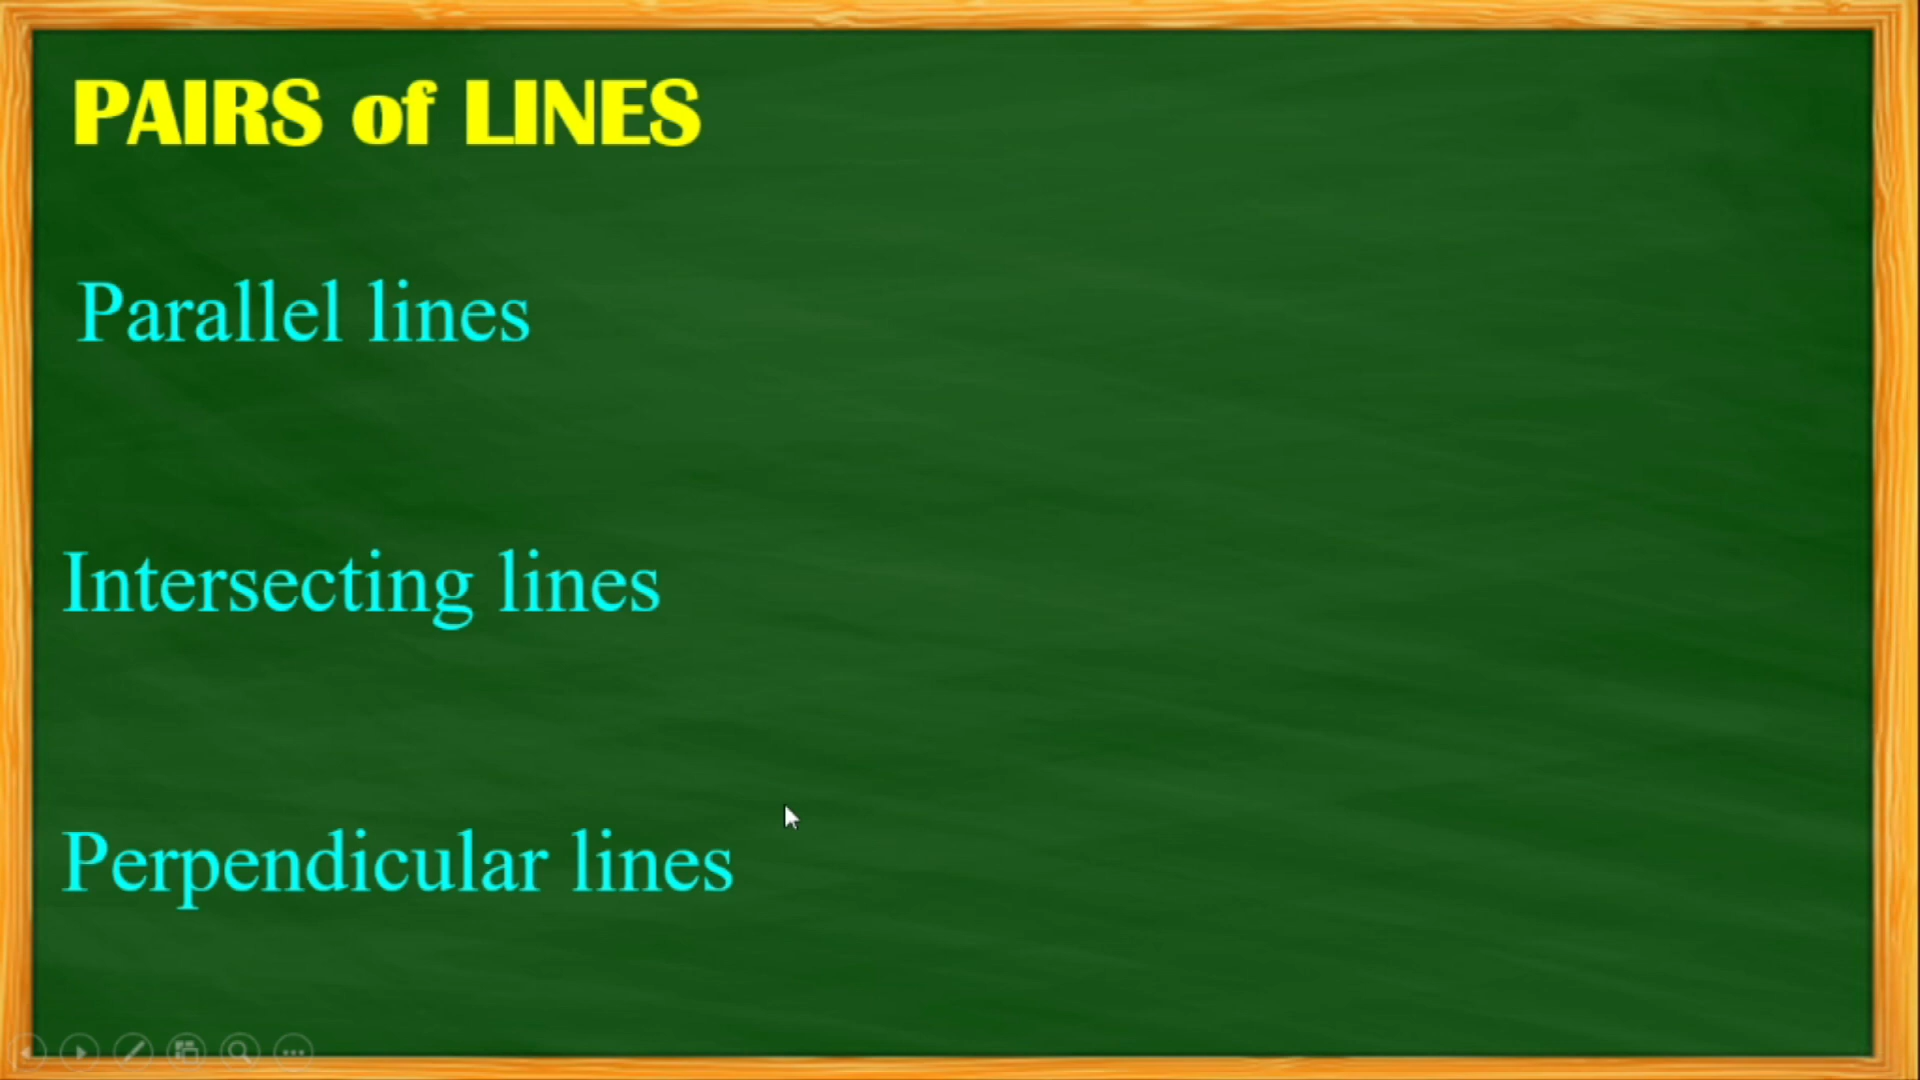 PAIRS of LINES
Parallel lines
Intersecting lines
Perpendicular lines